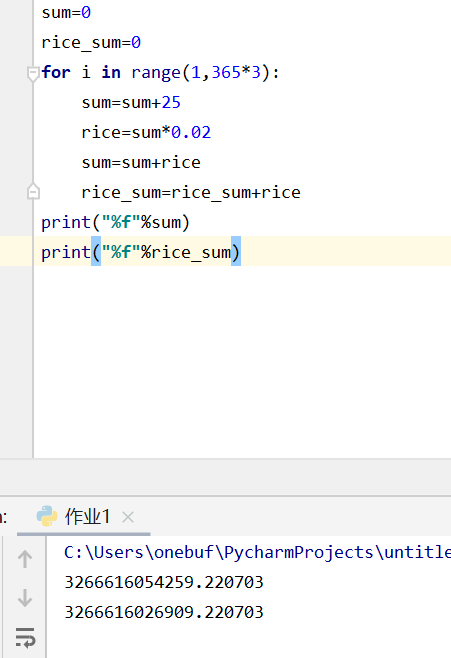 sum=0
rice_sum=0
for i in range(1,365*3):
    sum=sum+25
    rice=sum*0.02
    sum=sum+rice
    rice_sum=rice_sum+rice
print("%f"%sum)
print("%f"%rice_sum)
: 作业1 ×
C:\Users\onebuf\PycharmProjects\untitle
3266616054259.220703
3266616026909.220703